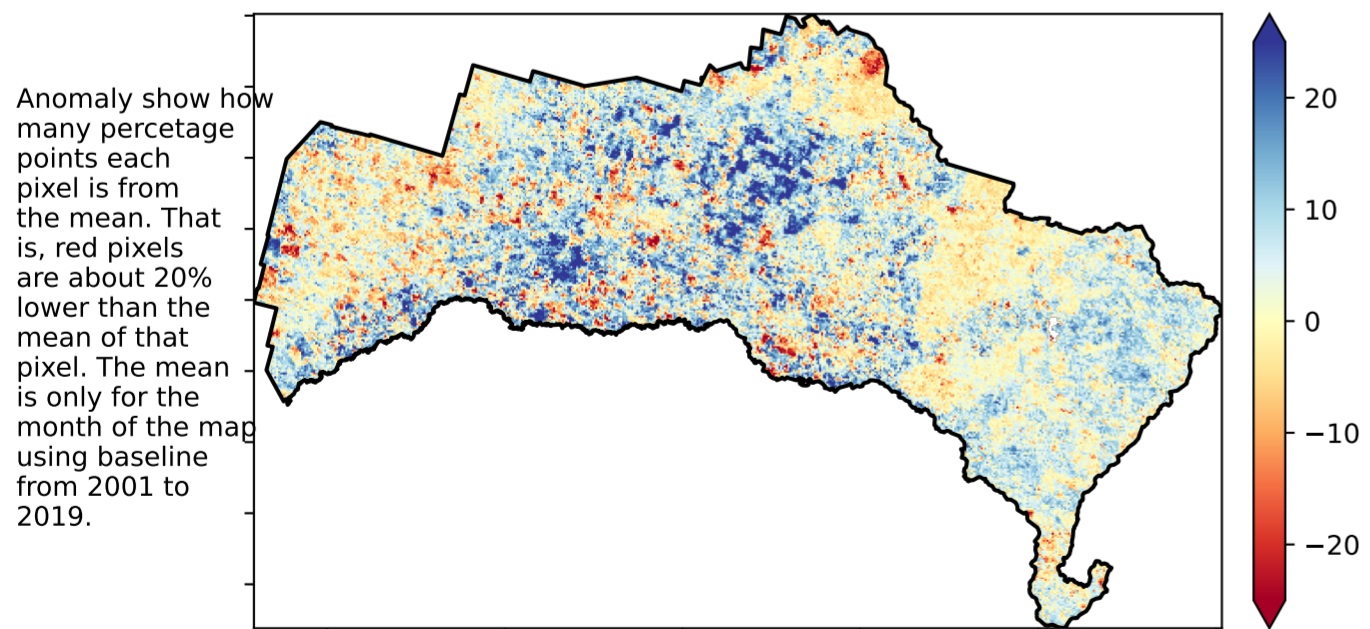 Anomaly show how
many percetage
points each
pixel is from
the mean. That
is, red pixels
are about 20%
lower than the
mean of that
pixel. The mean
is only for the
month of the map
using baseline
from 2001 to
2019.
20
10
0
−10
−20